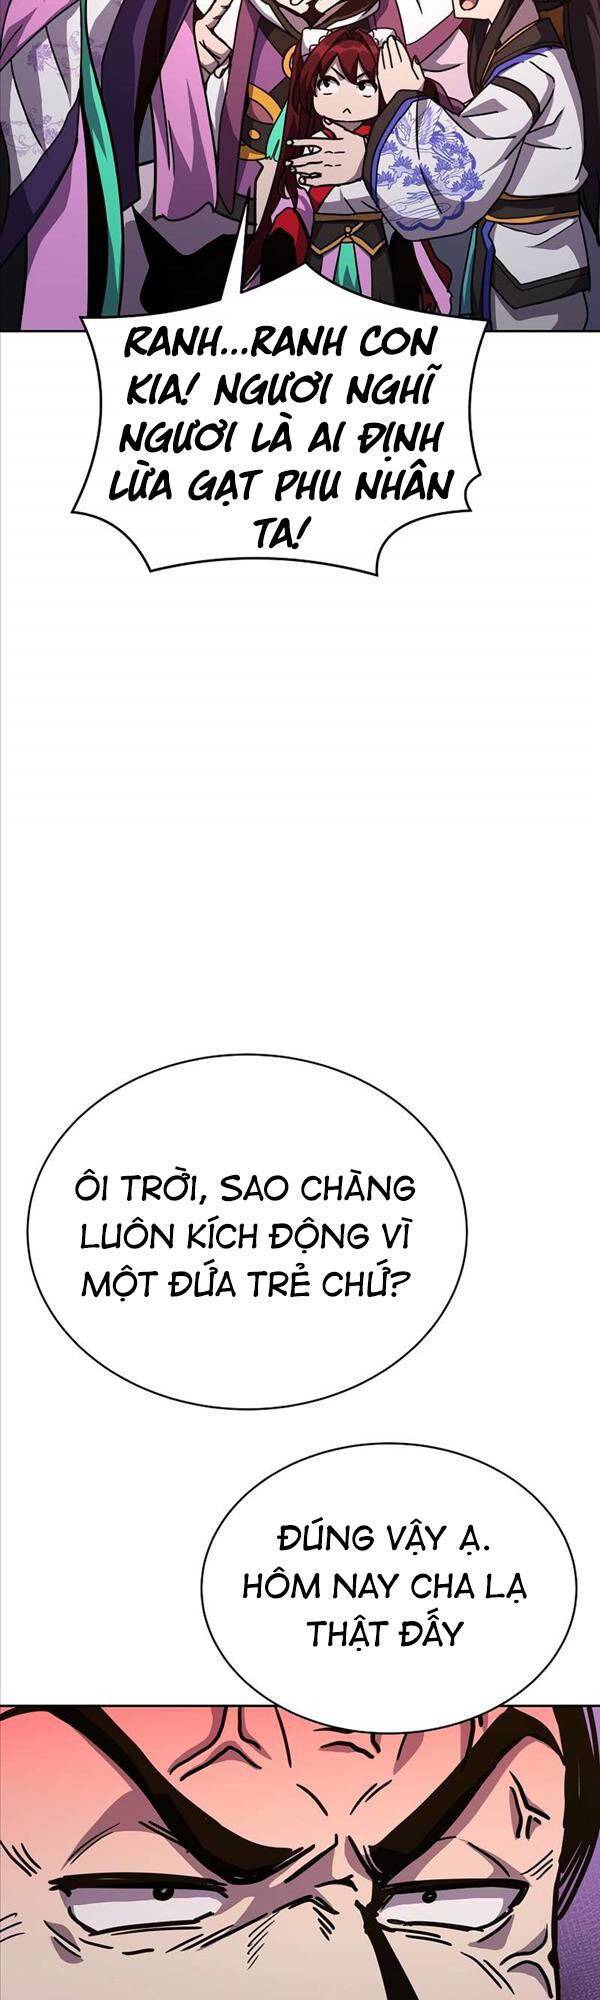 RANH...RANH CON
KIA! NGƯƠI NGHĨ
NGƯƠI LÀ AI ĐỊNH
LỪA GẠT PHU NHÂN
TA!
ÔI TRỜI, SAO CHÀNG
LUÔN KÍCH ĐỘNG VÌ
MỘT ĐỨA TRẺ CHỨ?
ĐÚNG VẬY Ạ.
HÔM NAY CHA LẠ
THẬT ĐẤY